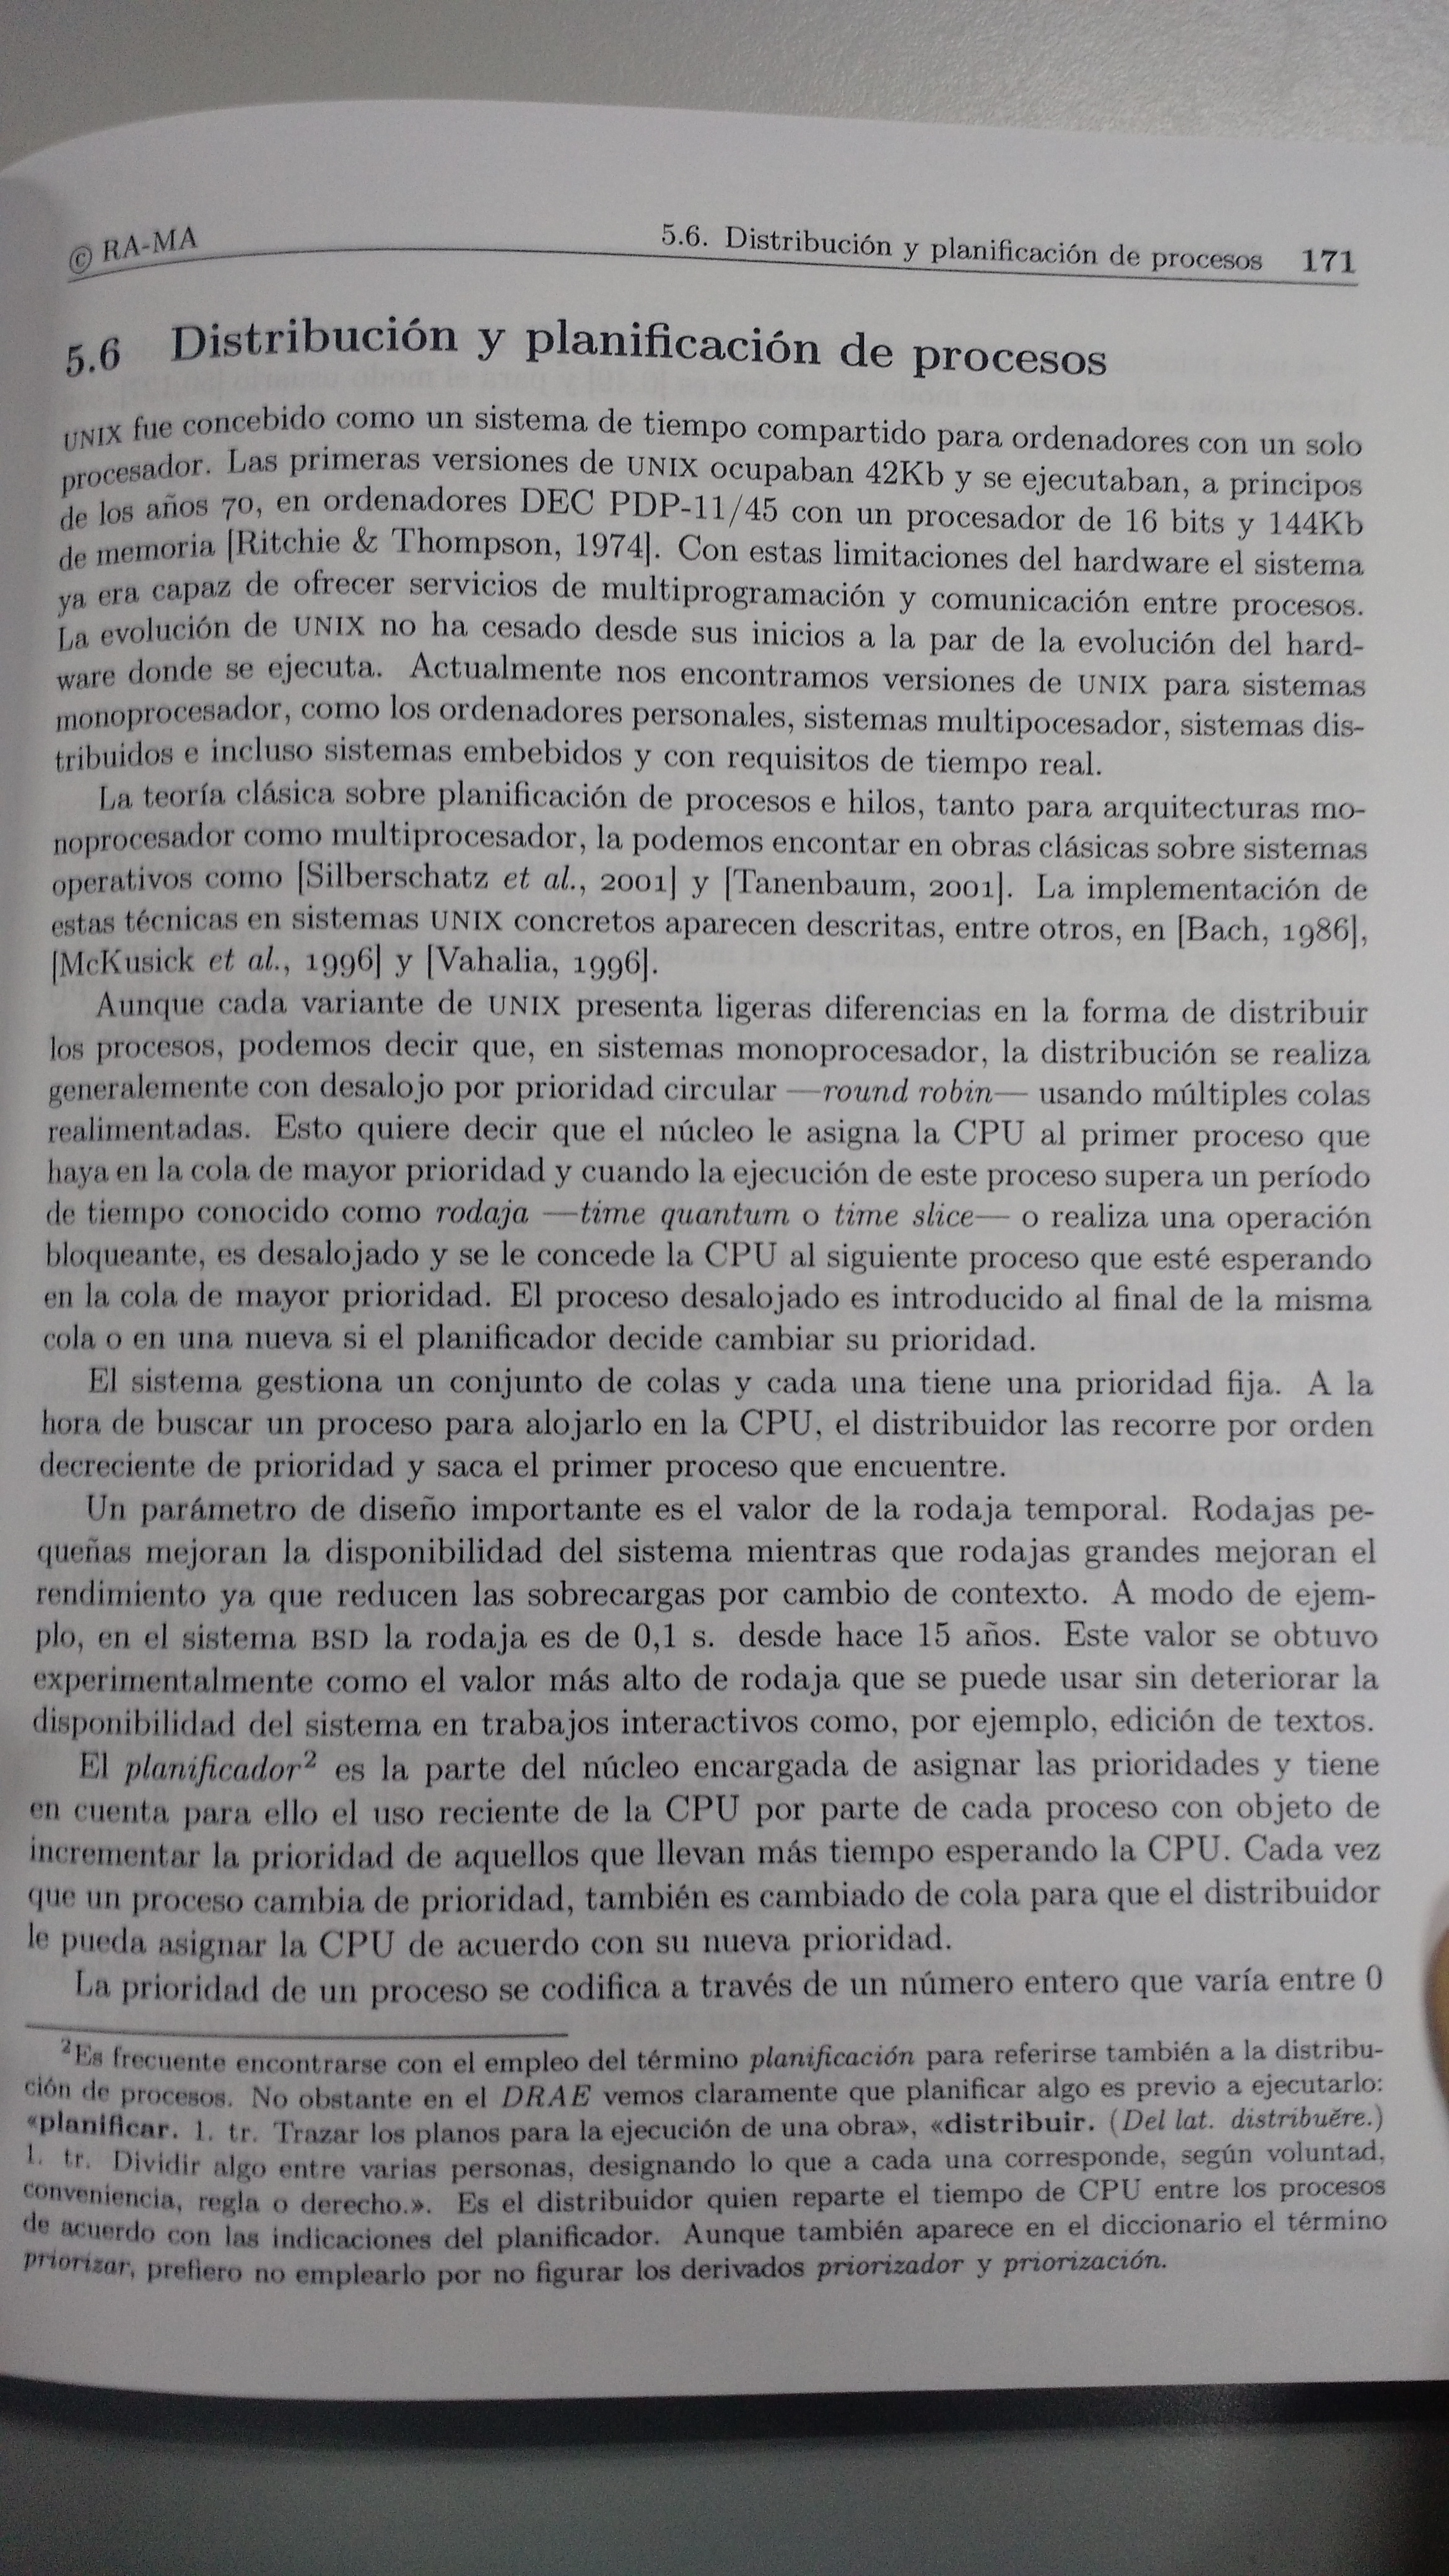 © RA-MA
5.6. Distribución y planificación de procesos 171
5.6 Distribución y planificación de procesos
UNIX fue concebido como un sistema de tiempo compartido para ordenadores con un solo
procesador. Las primeras versiones de UNIX ocupaban 42Kb y se ejecutaban, a principos
de los años 70, en ordenadores DEC PDP-11/45 con un procesador de 16 bits y 144Kb
de memoria [Ritchie & Thompson, 1974]. Con estas limitaciones del hardware el sistema
ya era capaz de ofrecer servicios de multiprogramación y comunicación entre procesos.
La evolución de UNIX no ha cesado desde sus inicios a la par de la evolución del hard-
ware donde se ejecuta. Actualmente nos encontramos versiones de UNIX para sistemas
monoprocesador, como los ordenadores personales, sistemas multipocesador, sistemas dis-
tribuidos e incluso sistemas embebidos y con requisitos de tiempo real.
La teoría clásica sobre planificación de procesos e hilos, tanto para arquitecturas mo-
noprocesador como multiprocesador, la podemos encontar en obras clásicas sobre sistemas
operativos como [Silberschatz et al., 2001] y [Tanenbaum, 2001]. La implementación de
estas técnicas en sistemas UNIX concretos aparecen descritas, entre otros, en [Bach, 1986],
[McKusick et al., 1996] y [Vahalia, 1996].
Aunque cada variante de UNIX presenta ligeras diferencias en la forma de distribuir
los procesos, podemos decir que, en sistemas monoprocesador, la distribución se realiza
generalemente con desalojo por prioridad circular —round robin— usando múltiples colas
realimentadas. Esto quiere decir que el núcleo le asigna la CPU al primer proceso que
haya en la cola de mayor prioridad y cuando la ejecución de este proceso supera un período
de tiempo conocido como rodaja —time quantum o time slice— o realiza una operación
bloqueante, es desalojado y se le concede la CPU al siguiente proceso que esté esperando
en la cola de mayor prioridad. El proceso desalojado es introducido al final de la misma
cola o en una nueva si el planificador decide cambiar su prioridad.
El sistema gestiona un conjunto de colas y cada una tiene una prioridad fija. A la
hora de buscar un proceso para alojarlo en la CPU, el distribuidor las recorre por orden
decreciente de prioridad y saca el primer proceso que encuentre.
Un parámetro de diseño importante es el valor de la rodaja temporal. Rodajas pe-
queñas mejoran la disponibilidad del sistema mientras que rodajas grandes mejoran el
rendimiento ya que reducen las sobrecargas por cambio de contexto. A modo de ejem-
plo, en el sistema BSD la rodaja es de 0,1 s. desde hace 15 años. Este valor se obtuvo
experimentalmente como el valor más alto de rodaja que se puede usar sin deteriorar la
disponibilidad del sistema en trabajos interactivos como, por ejemplo, edición de textos.
El planificador² es la parte del núcleo encargada de asignar las prioridades y tiene
en cuenta para ello el uso reciente de la CPU por parte de cada proceso con objeto de
incrementar la prioridad de aquellos que llevan más tiempo esperando la CPU. Cada vez
que un proceso cambia de prioridad, también es cambiado de cola para que el distribuidor
le pueda asignar la CPU de acuerdo con su nueva prioridad.
La prioridad de un proceso se codifica a través de un número entero que varía entre 0
²Es frecuente encontrarse con el empleo del término planificación para referirse también a la distribu-
ción de procesos. No obstante en el DRAE vemos claramente que planificar algo es previo a ejecutarlo:
«planificar. 1. tr. Trazar los planos para la ejecución de una obra», «distribuir. (Del lat. distribuĕre.)
1. tr. Dividir algo entre varias personas, designando lo que a cada una corresponde, según voluntad,
conveniencia, regla o derecho.». Es el distribuidor quien reparte el tiempo de CPU entre los procesos
de acuerdo con las indicaciones del planificador. Aunque también aparece en el diccionario el término
priorizar, prefiero no emplearlo por no figurar los derivados priorizador y priorización.